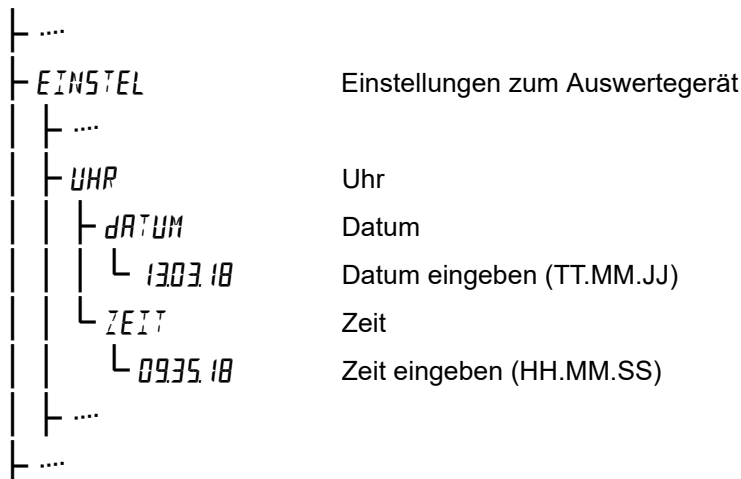 ....
EINSTEL Einstellungen zum Auswertegerät
....
UHR Uhr
dATUM Datum
13.03.18 Datum eingeben (TT.MM.JJ)
ZEIT Zeit
09.35.18 Zeit eingeben (HH.MM.SS)
....
....